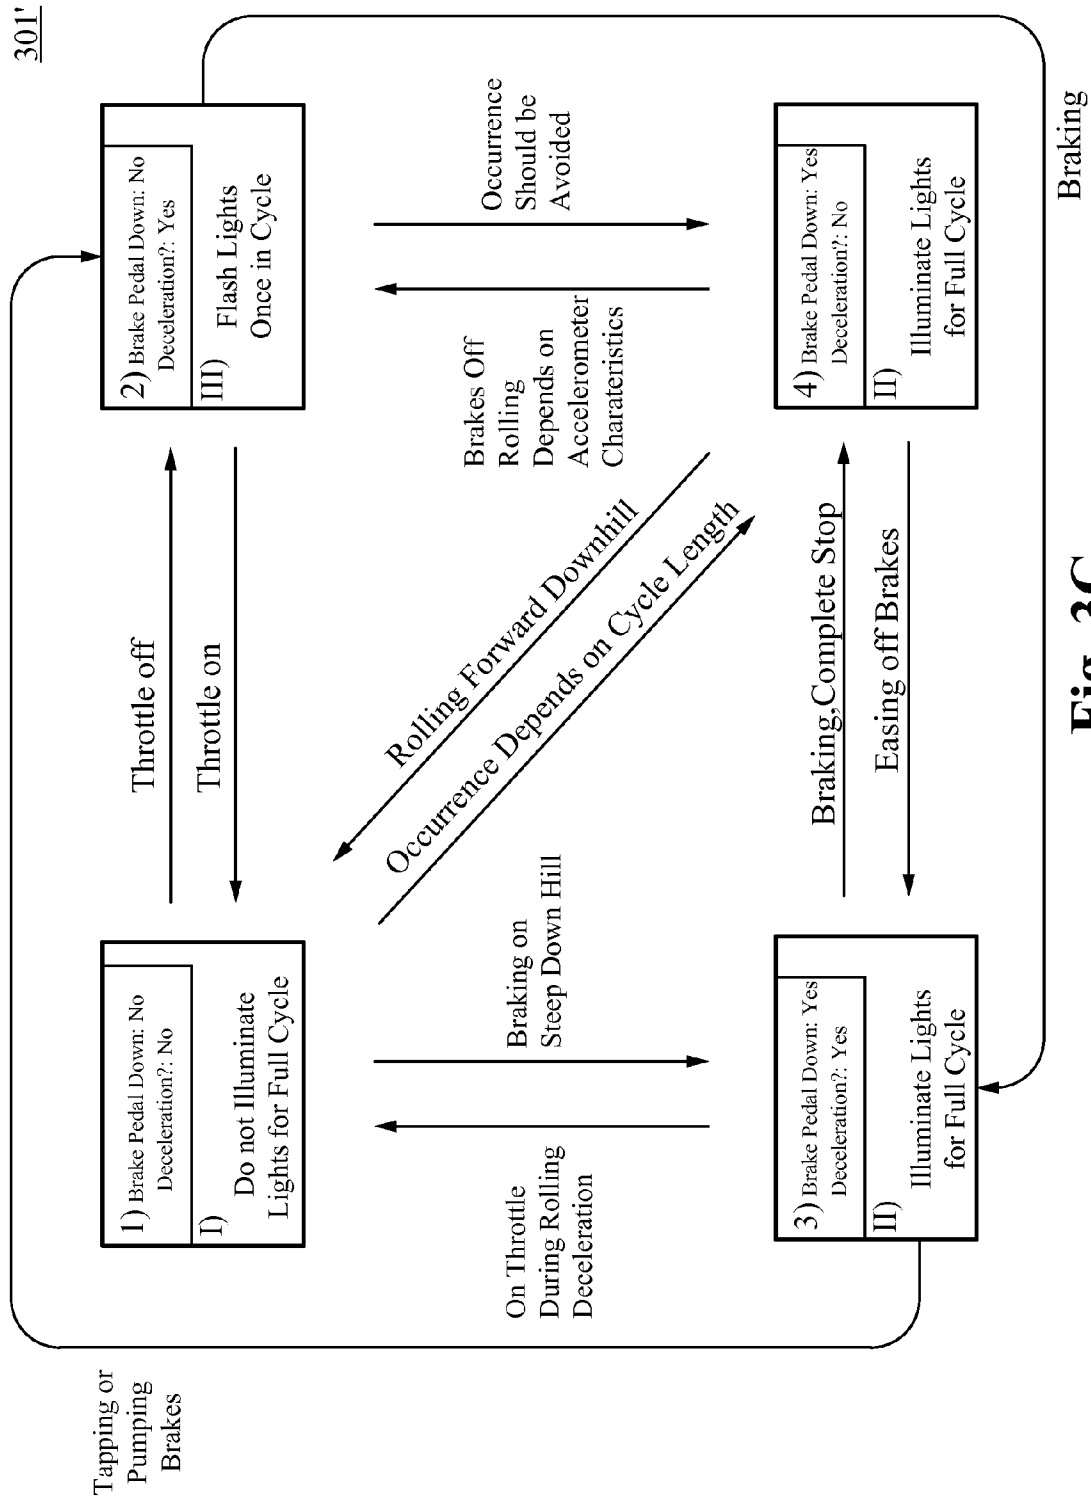 301'
Tapping or
Pumping
Brakes
1) Brake Pedal Down: No
Deceleration?: No
I)
Do not Illuminate
Lights for Full Cycle
Throttle off
Throttle on
2) Brake Pedal Down: No
Deceleration?: Yes
III)
Flash Lights
Once in Cycle
On Throttle
During Rolling
Deceleration
Braking on
Steep Down Hill
Rolling Forward Downhill
Occurrence Depends on Cycle Length
Brakes Off
Rolling
Depends on
Accelerometer
Charateristics
Occurrence
Should be
Avoided
3) Brake Pedal Down: Yes
Deceleration?: Yes
II)
Illuminate Lights
for Full Cycle
Braking,Complete Stop
Easing off Brakes
4) Brake Pedal Down: Yes
Deceleration?: No
II)
Illuminate Lights
for Full Cycle
Braking
Fig. 3C